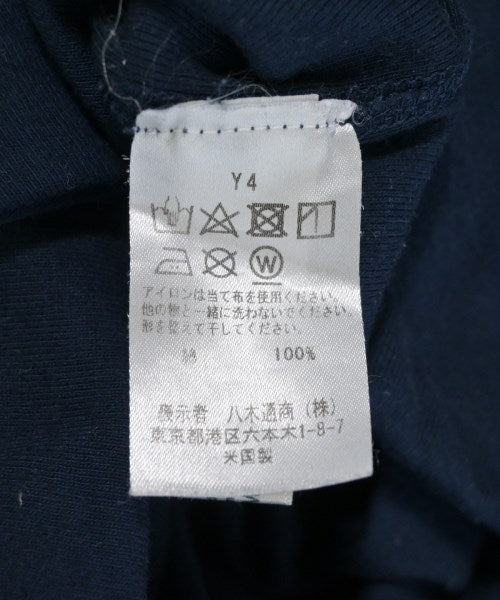 Y4
W
アイロンは当て布を使用ください。
他の物と一緒に洗わないでください。
形を整えて干してください。
綿 100%
表示者 八木通商(株)
東京都港区六本木1-8-7
米国製